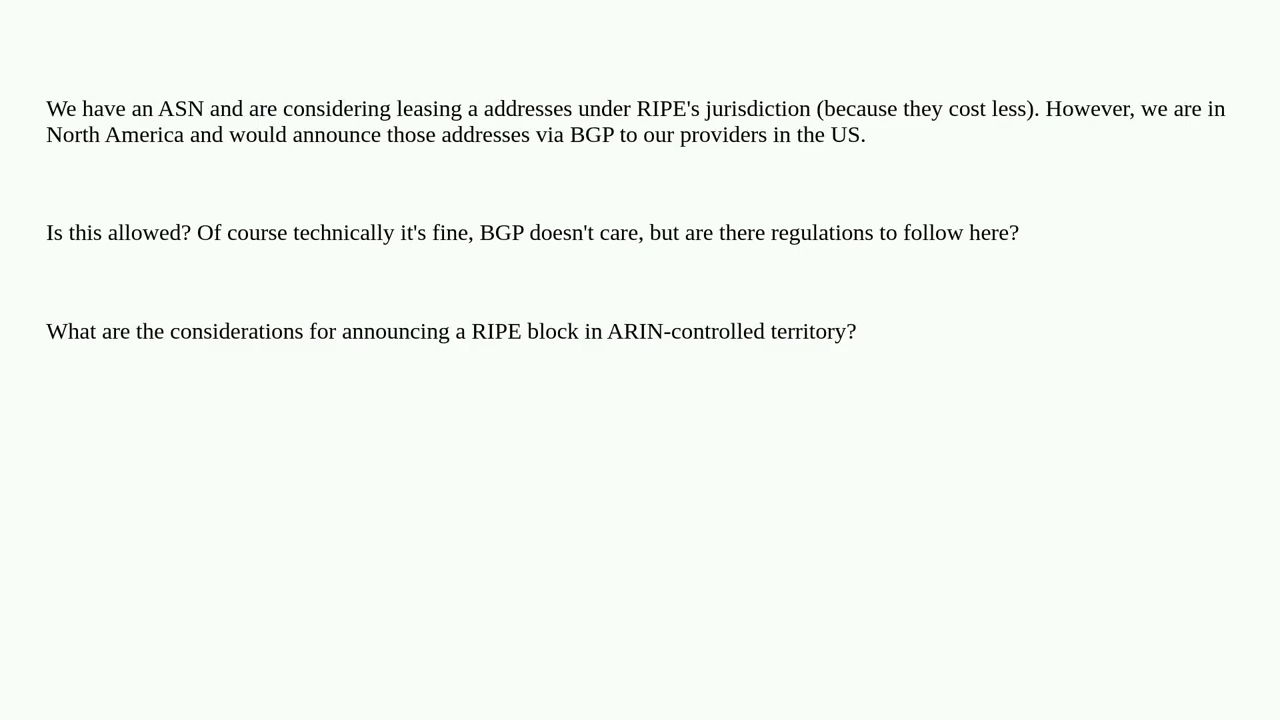 We have an ASN and are considering leasing a addresses under RIPE's jurisdiction (because they cost less). However, we are in
North America and would announce those addresses via BGP to our providers in the US.
Is this allowed? Of course technically it's fine, BGP doesn't care, but are there regulations to follow here?
What are the considerations for announcing a RIPE block in ARIN-controlled territory?